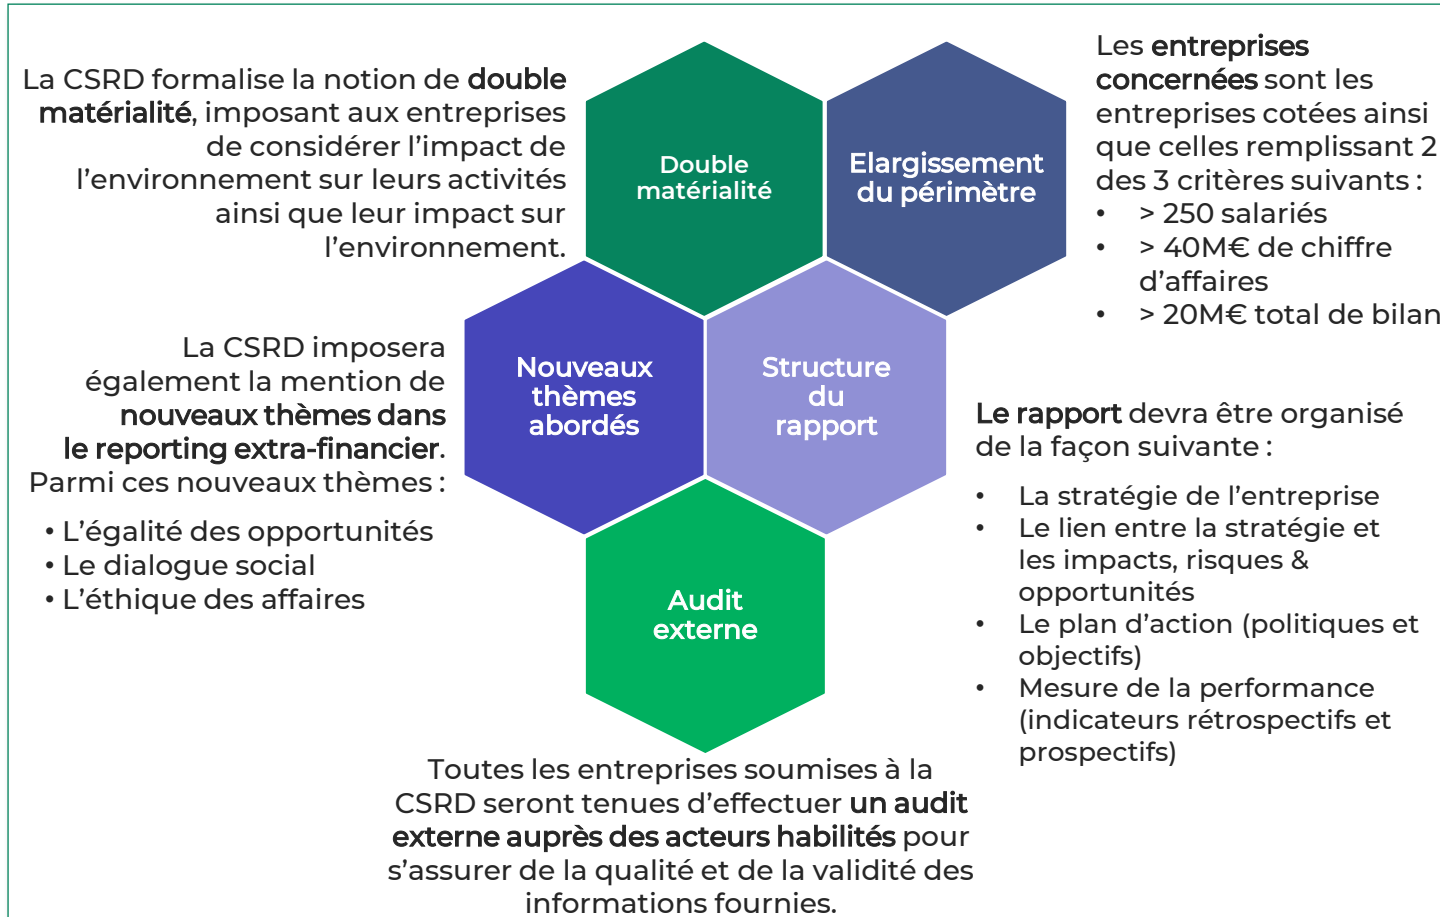 La CSRD formalise la notion de double
matérialité, imposant aux entreprises
de considérer l’impact de
l’environnement sur leurs activités
ainsi que leur impact sur
l’environnement.
Double
matérialité
Elargissement
du périmètre
Les entreprises
concernées sont les
entreprises cotées ainsi
que celles remplissant 2
des 3 critères suivants :
• > 250 salariés
• > 40M€ de chiffre
d’affaires
• > 20M€ total de bilan
La CSRD imposera
également la mention de
nouveaux thèmes dans
le reporting extra-financier.
Parmi ces nouveaux thèmes :
• L’égalité des opportunités
• Le dialogue social
• L’éthique des affaires
Nouveaux
thèmes
abordés
Structure
du
rapport
Le rapport devra être organisé
de la façon suivante :
• La stratégie de l’entreprise
• Le lien entre la stratégie et
les impacts, risques &
opportunités
• Le plan d’action (politiques et
objectifs)
• Mesure de la performance
(indicateurs rétrospectifs et
prospectifs)
Audit
externe
Toutes les entreprises soumises à la
CSRD seront tenues d’effectuer un audit
externe auprès des acteurs habilités pour
s’assurer de la qualité et de la validité des
informations fournies.